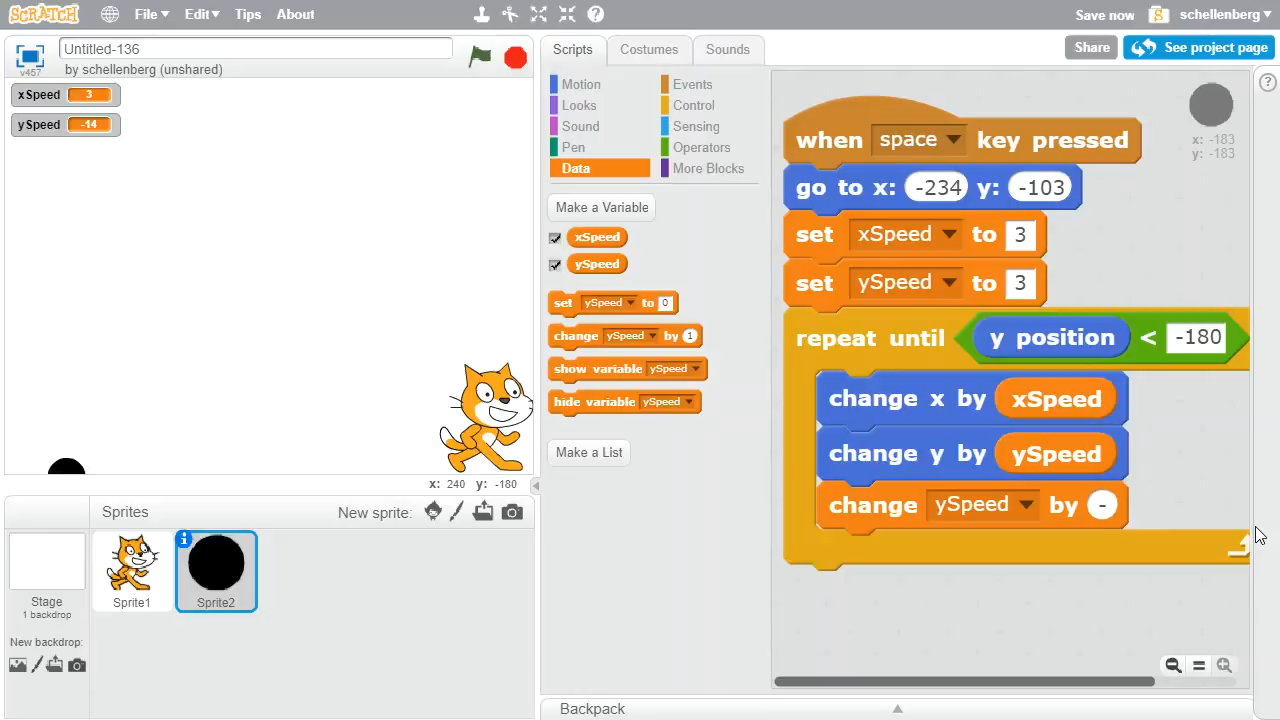 SCRATCH File Edit Tips About Save now schellenberg
Untitled-136
by schellenberg (unshared)
v457
xSpeed 3
ySpeed -14
x: 240 y: -180
Sprites New sprite:
Stage
1 backdrop
New backdrop:
Sprite1
Sprite2
Scripts Costumes Sounds
Share See project page
Motion Events
Looks Control
Sound Sensing
Pen Operators
Data More Blocks
Make a Variable
xSpeed
ySpeed
set ySpeed to 0
change ySpeed by 1
show variable ySpeed
hide variable ySpeed
Make a List
when space key pressed
go to x: -234 y: -103
set xSpeed to 3
set ySpeed to 3
repeat until y position < -180
change x by xSpeed
change y by ySpeed
change ySpeed by -
x: -183
y: -183
Backpack